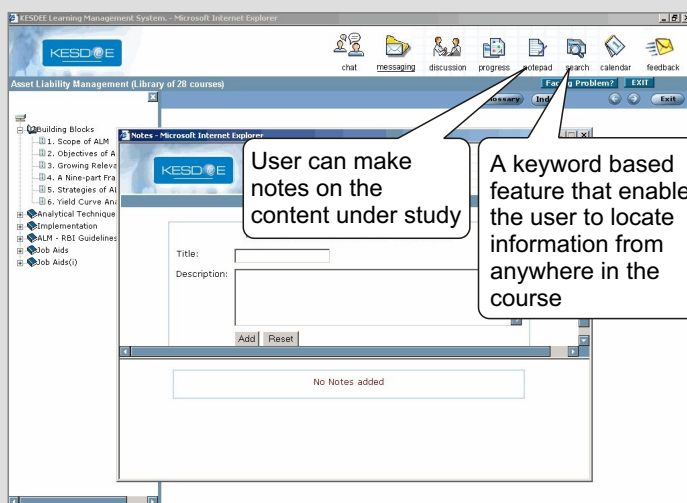 KESDEE Learning Management System. - Microsoft Internet Explorer
KESD@E
chat messaging discussion progress notepad search calendar feedback
Asset Liability Management (Library of 28 courses)
Problem? EXIT
Exit
Building Blocks
1. Scope of ALM
2. Objectives of A
3. Growing Releva
4. A Nine-part Fra
5. Strategies of AL
6. Yield Curve Ana
Analytical Technique
Implementation
ALM - RBI Guidelines
Job Aids
Job Aids(i)
Notes - Microsoft Internet Explorer
KESD@E
User can make
notes on the
content under study
A keyword based
feature that enable
the user to locate
information from
anywhere in the
course
Title:
Description:
Add Reset
No Notes added